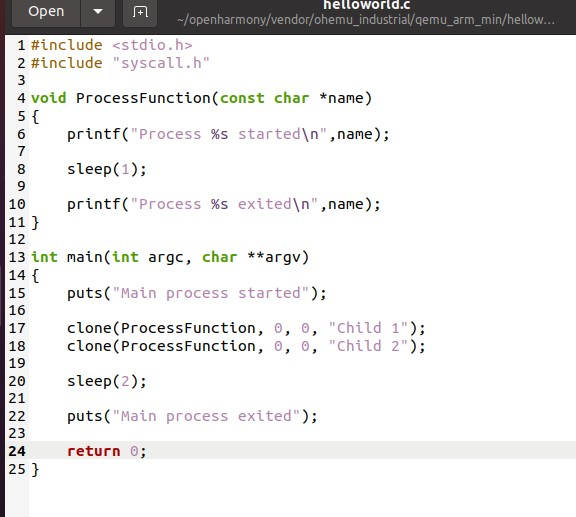 Open
helloworld.c
~/openharmony/vendor/ohemu_industrial/qemu_arm_min/hellow...
1 #include <stdio.h>
2 #include "syscall.h"
3
4 void ProcessFunction(const char *name)
5 {
6     printf("Process %s started\n",name);
7
8     sleep(1);
9
10     printf("Process %s exited\n",name);
11 }
12
13 int main(int argc, char **argv)
14 {
15     puts("Main process started");
16
17     clone(ProcessFunction, 0, 0, "Child 1");
18     clone(ProcessFunction, 0, 0, "Child 2");
19
20     sleep(2);
21
22     puts("Main process exited");
23
24     return 0;
25 }